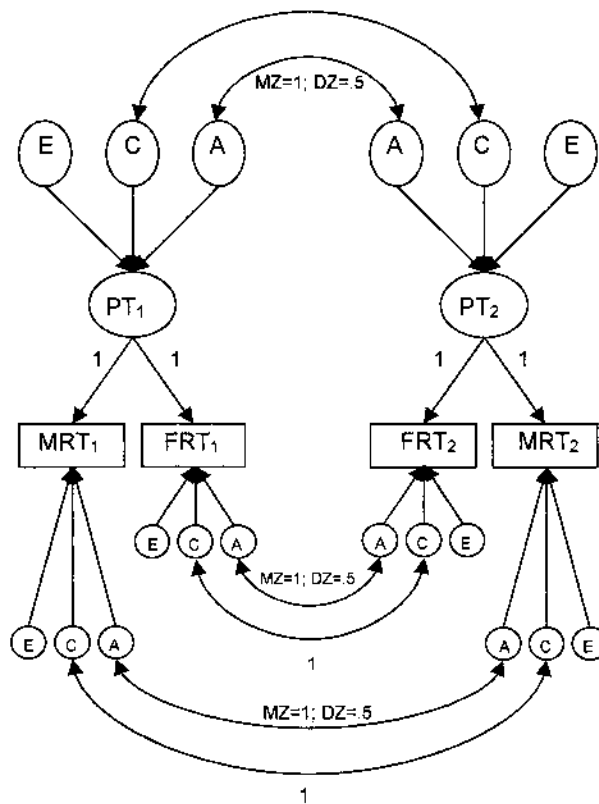 MZ=1; DZ=.5
E C A A C E
PT1 PT2
1 1 1 1
MRT1 FRT1 FRT2 MRT2
E C A A C E
MZ=1; DZ=.5
1
E C A A C E
MZ=1; DZ=.5
1